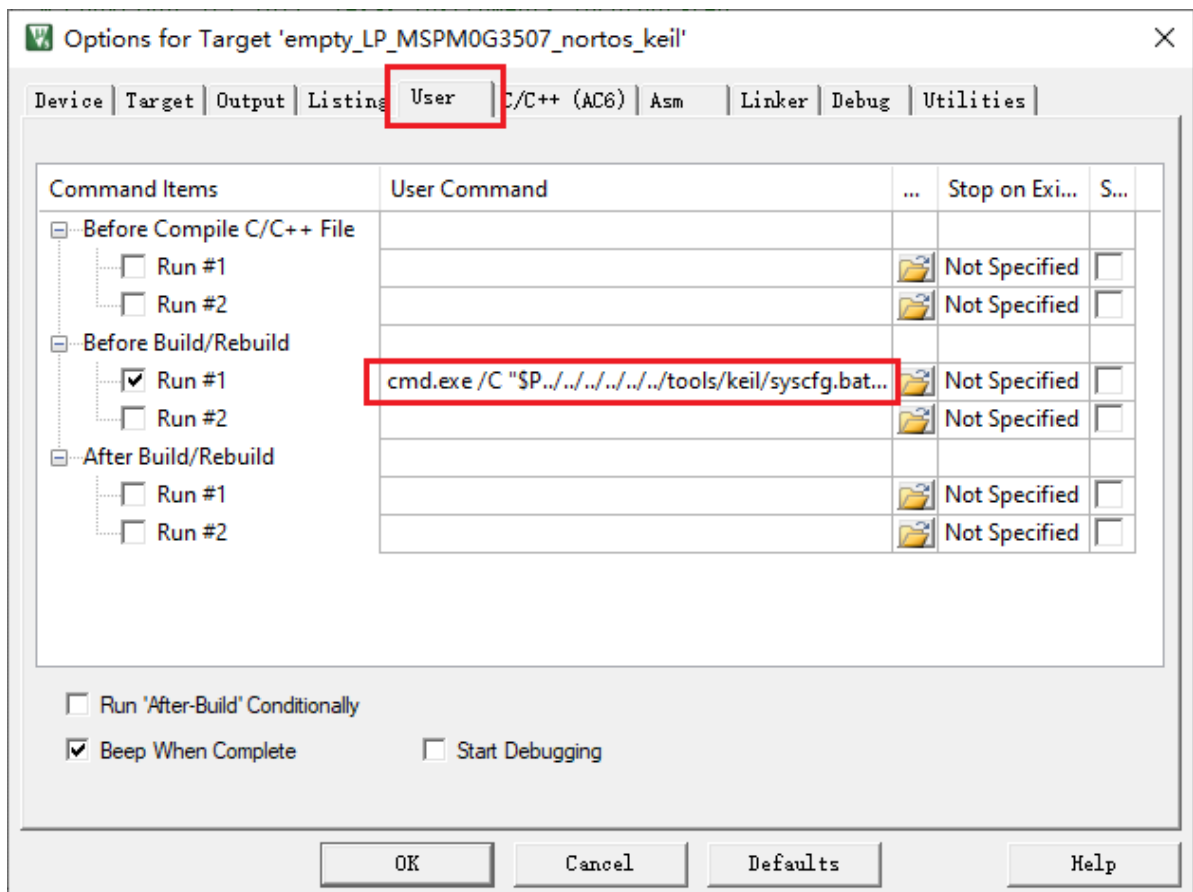 Options for Target 'empty_LP_MSPM0G3507_nortos_keil'
Device Target Output Listing User C/C++ (AC6) Asm Linker Debug Utilities
Command Items User Command ... Stop on Exi... S...
Before Compile C/C++ File
Run #1 Not Specified
Run #2 Not Specified
Before Build/Rebuild
Run #1 cmd.exe /C "$P../../../../../../tools/keil/syscfg.bat... Not Specified
Run #2 Not Specified
After Build/Rebuild
Run #1 Not Specified
Run #2 Not Specified
Run 'After-Build' Conditionally
Beep When Complete Start Debugging
OK Cancel Defaults Help